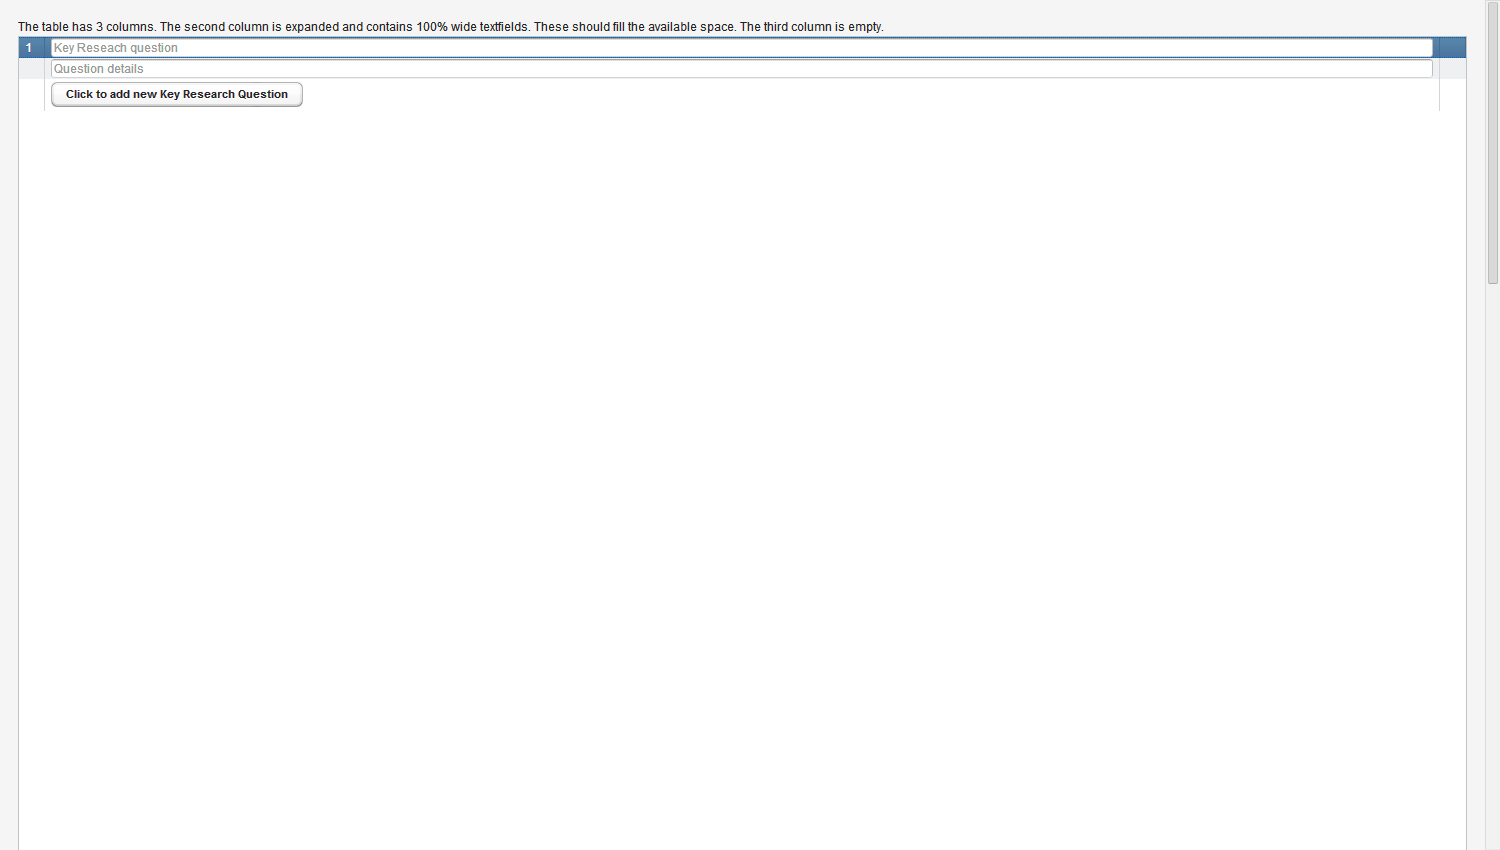 The table has 3 columns. The second column is expanded and contains 100% wide textfields. These should fill the available space. The third column is empty.
1 Key Reseach question
Question details
Click to add new Key Research Question